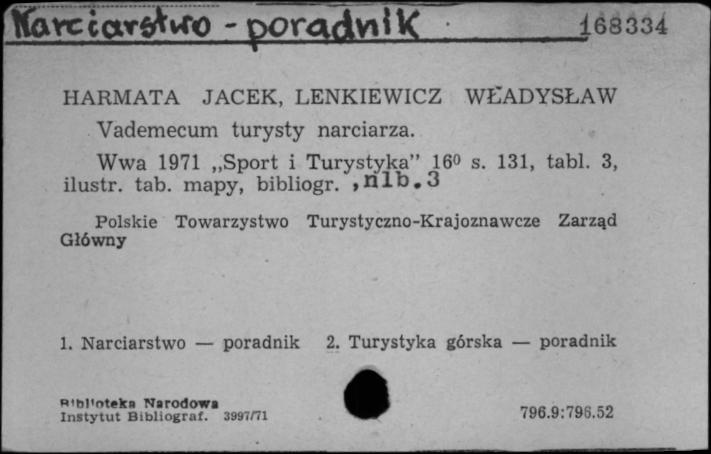 Narciarstwo - poradnik 168334
HARMATA JACEK, LENKIEWICZ WŁADYSŁAW
Vademecum turysty narciarza.
Wwa 1971 „Sport i Turystyka” 16⁰ s. 131, tabl. 3,
ilustr. tab. mapy, bibliogr. ,nlb.3
Polskie Towarzystwo Turystyczno-Krajoznawcze Zarząd
Główny
1. Narciarstwo — poradnik 2. Turystyka górska — poradnik
Biblioteka Narodowa
Instytut Bibliograf. 3997/71 796.9:796.52